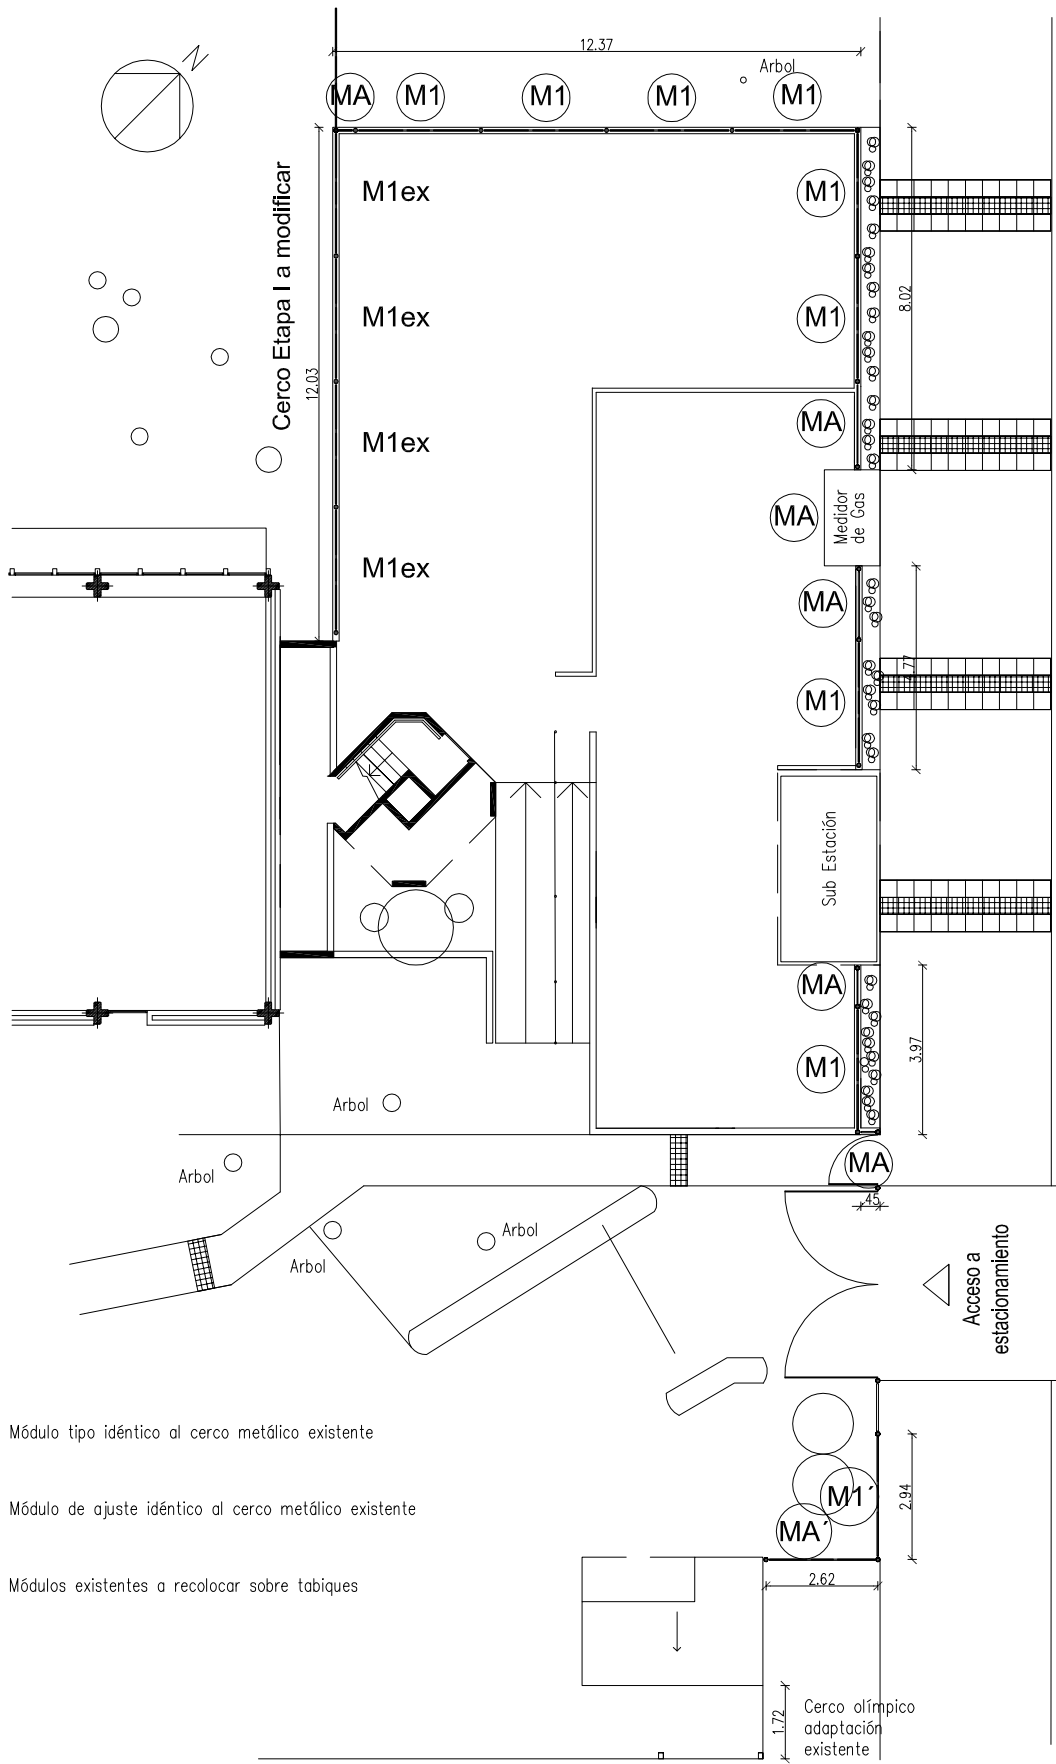 12.37
N
Arbol
MA
M1
M1
M1
M1
Cerco Etapa I a modificar
12.03
M1ex
M1
8.02
M1ex
M1
M1ex
MA
MA
Medidor
de Gas
M1ex
MA
4.77
M1
Sub Estación
MA
3.97
M1
Arbol
MA
Arbol
.45
Arbol
Arbol
Acceso a
estacionamiento
Módulo tipo idéntico al cerco metálico existente
M1´
2.94
Módulo de ajuste idéntico al cerco metálico existente
MA´
Módulos existentes a recolocar sobre tabiques
2.62
1.72
Cerco olímpico
adaptación
existente